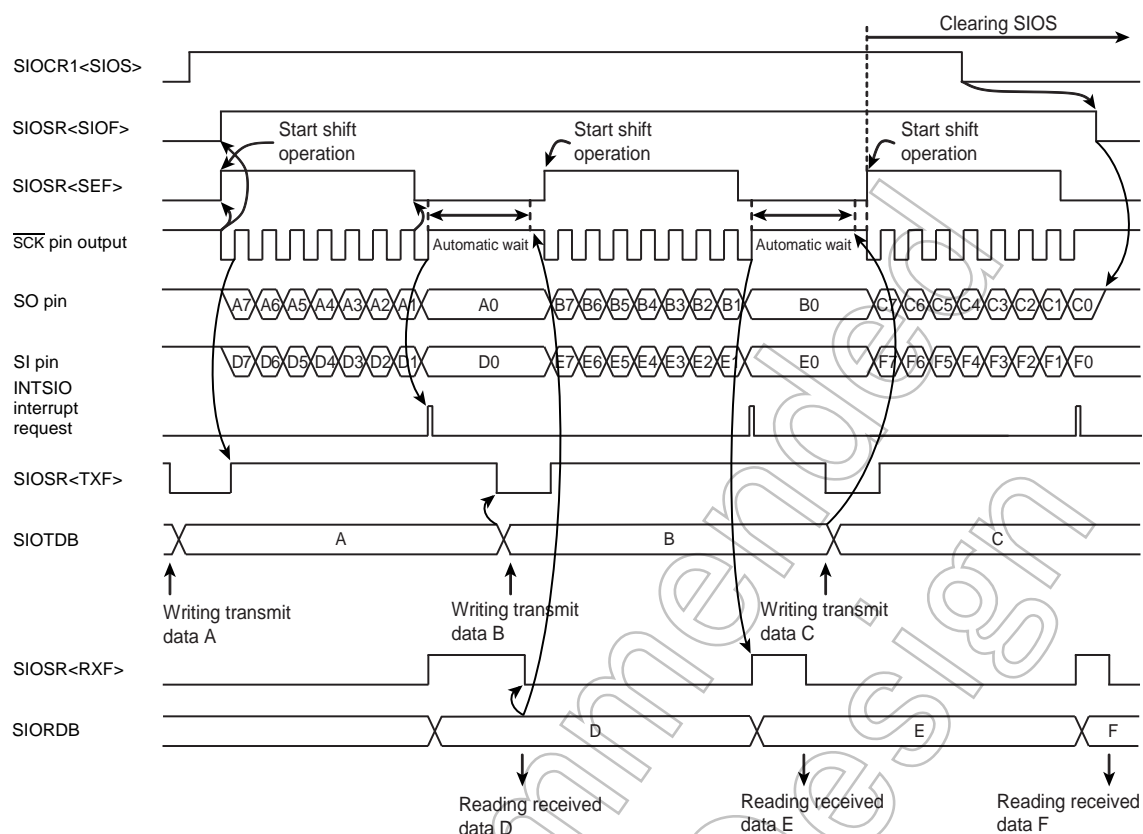 Clearing SIOS
SIOCR1<SIOS>
SIOSR<SIOF>
Start shift
operation
Start shift
operation
Start shift
operation
SIOSR<SEF>
SCK pin output
Automatic wait
Automatic wait
SO pin
A7 A6 A5 A4 A3 A2 A1 A0 B7 B6 B5 B4 B3 B2 B1 B0 C7 C6 C5 C4 C3 C2 C1 C0
SI pin
D7 D6 D5 D4 D3 D2 D1 D0 E7 E6 E5 E4 E3 E2 E1 E0 F7 F6 F5 F4 F3 F2 F1 F0
INTSIO
interrupt
request
SIOSR<TXF>
SIOTDB
A B C
Writing transmit
data A
Writing transmit
data B
Writing transmit
data C
SIOSR<RXF>
SIORDB
D E F
Reading received
data D
Reading received
data E
Reading received
data F